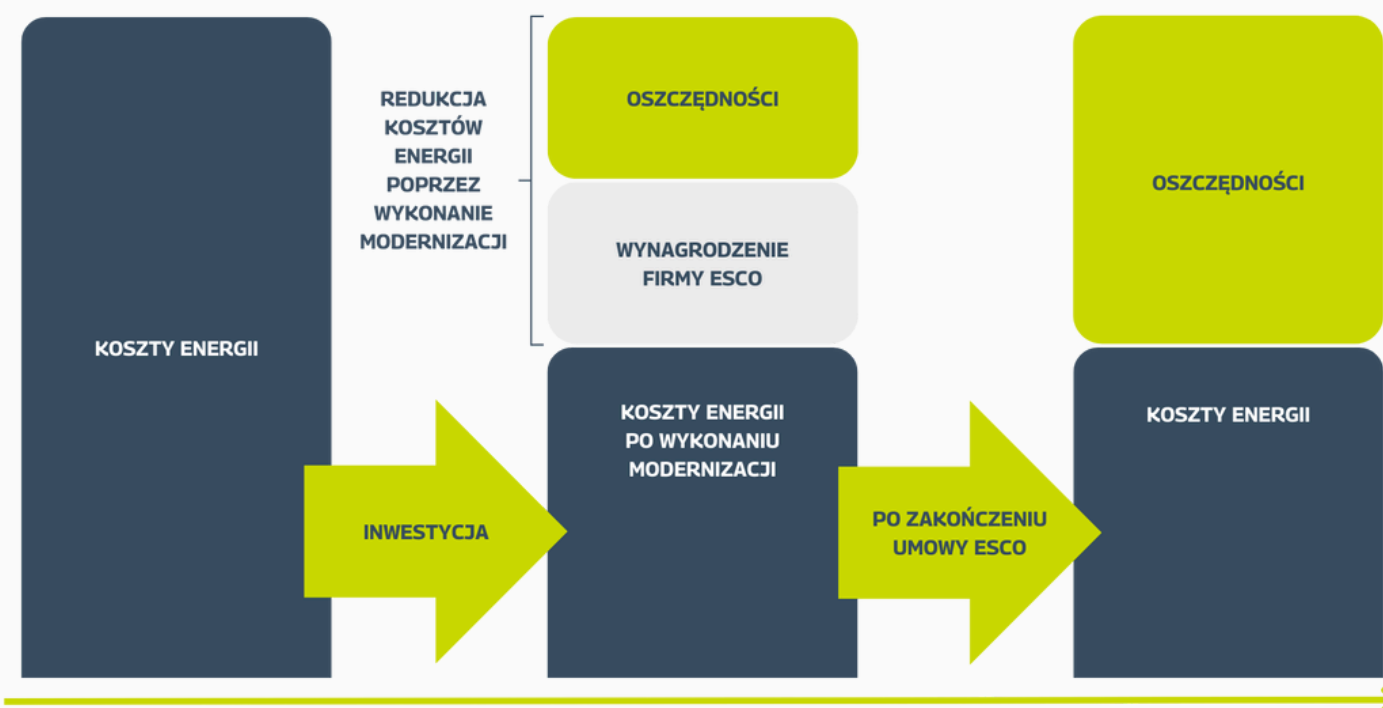 KOSZTY ENERGII
REDUKCJA
KOSZTÓW
ENERGII
POPRZEZ
WYKONANIE
MODERNIZACJI
OSZCZĘDNOŚCI
WYNAGRODZENIE
FIRMY ESCO
KOSZTY ENERGII
PO WYKONANIU
MODERNIZACJI
INWESTYCJA
PO ZAKOŃCZENIU
UMOWY ESCO
OSZCZĘDNOŚCI
KOSZTY ENERGII